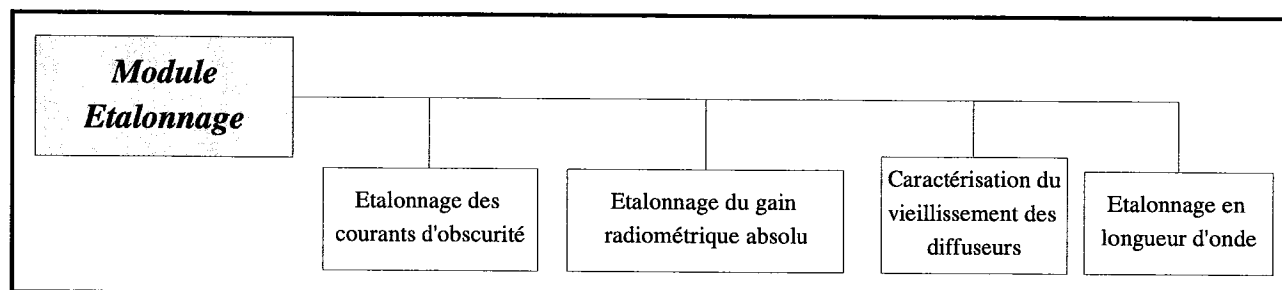 Module
Etalonnage
Etalonnage des
courants d'obscurité
Etalonnage du gain
radiométrique absolu
Caractérisation du
vieillissement des
diffuseurs
Etalonnage en
longueur d'onde